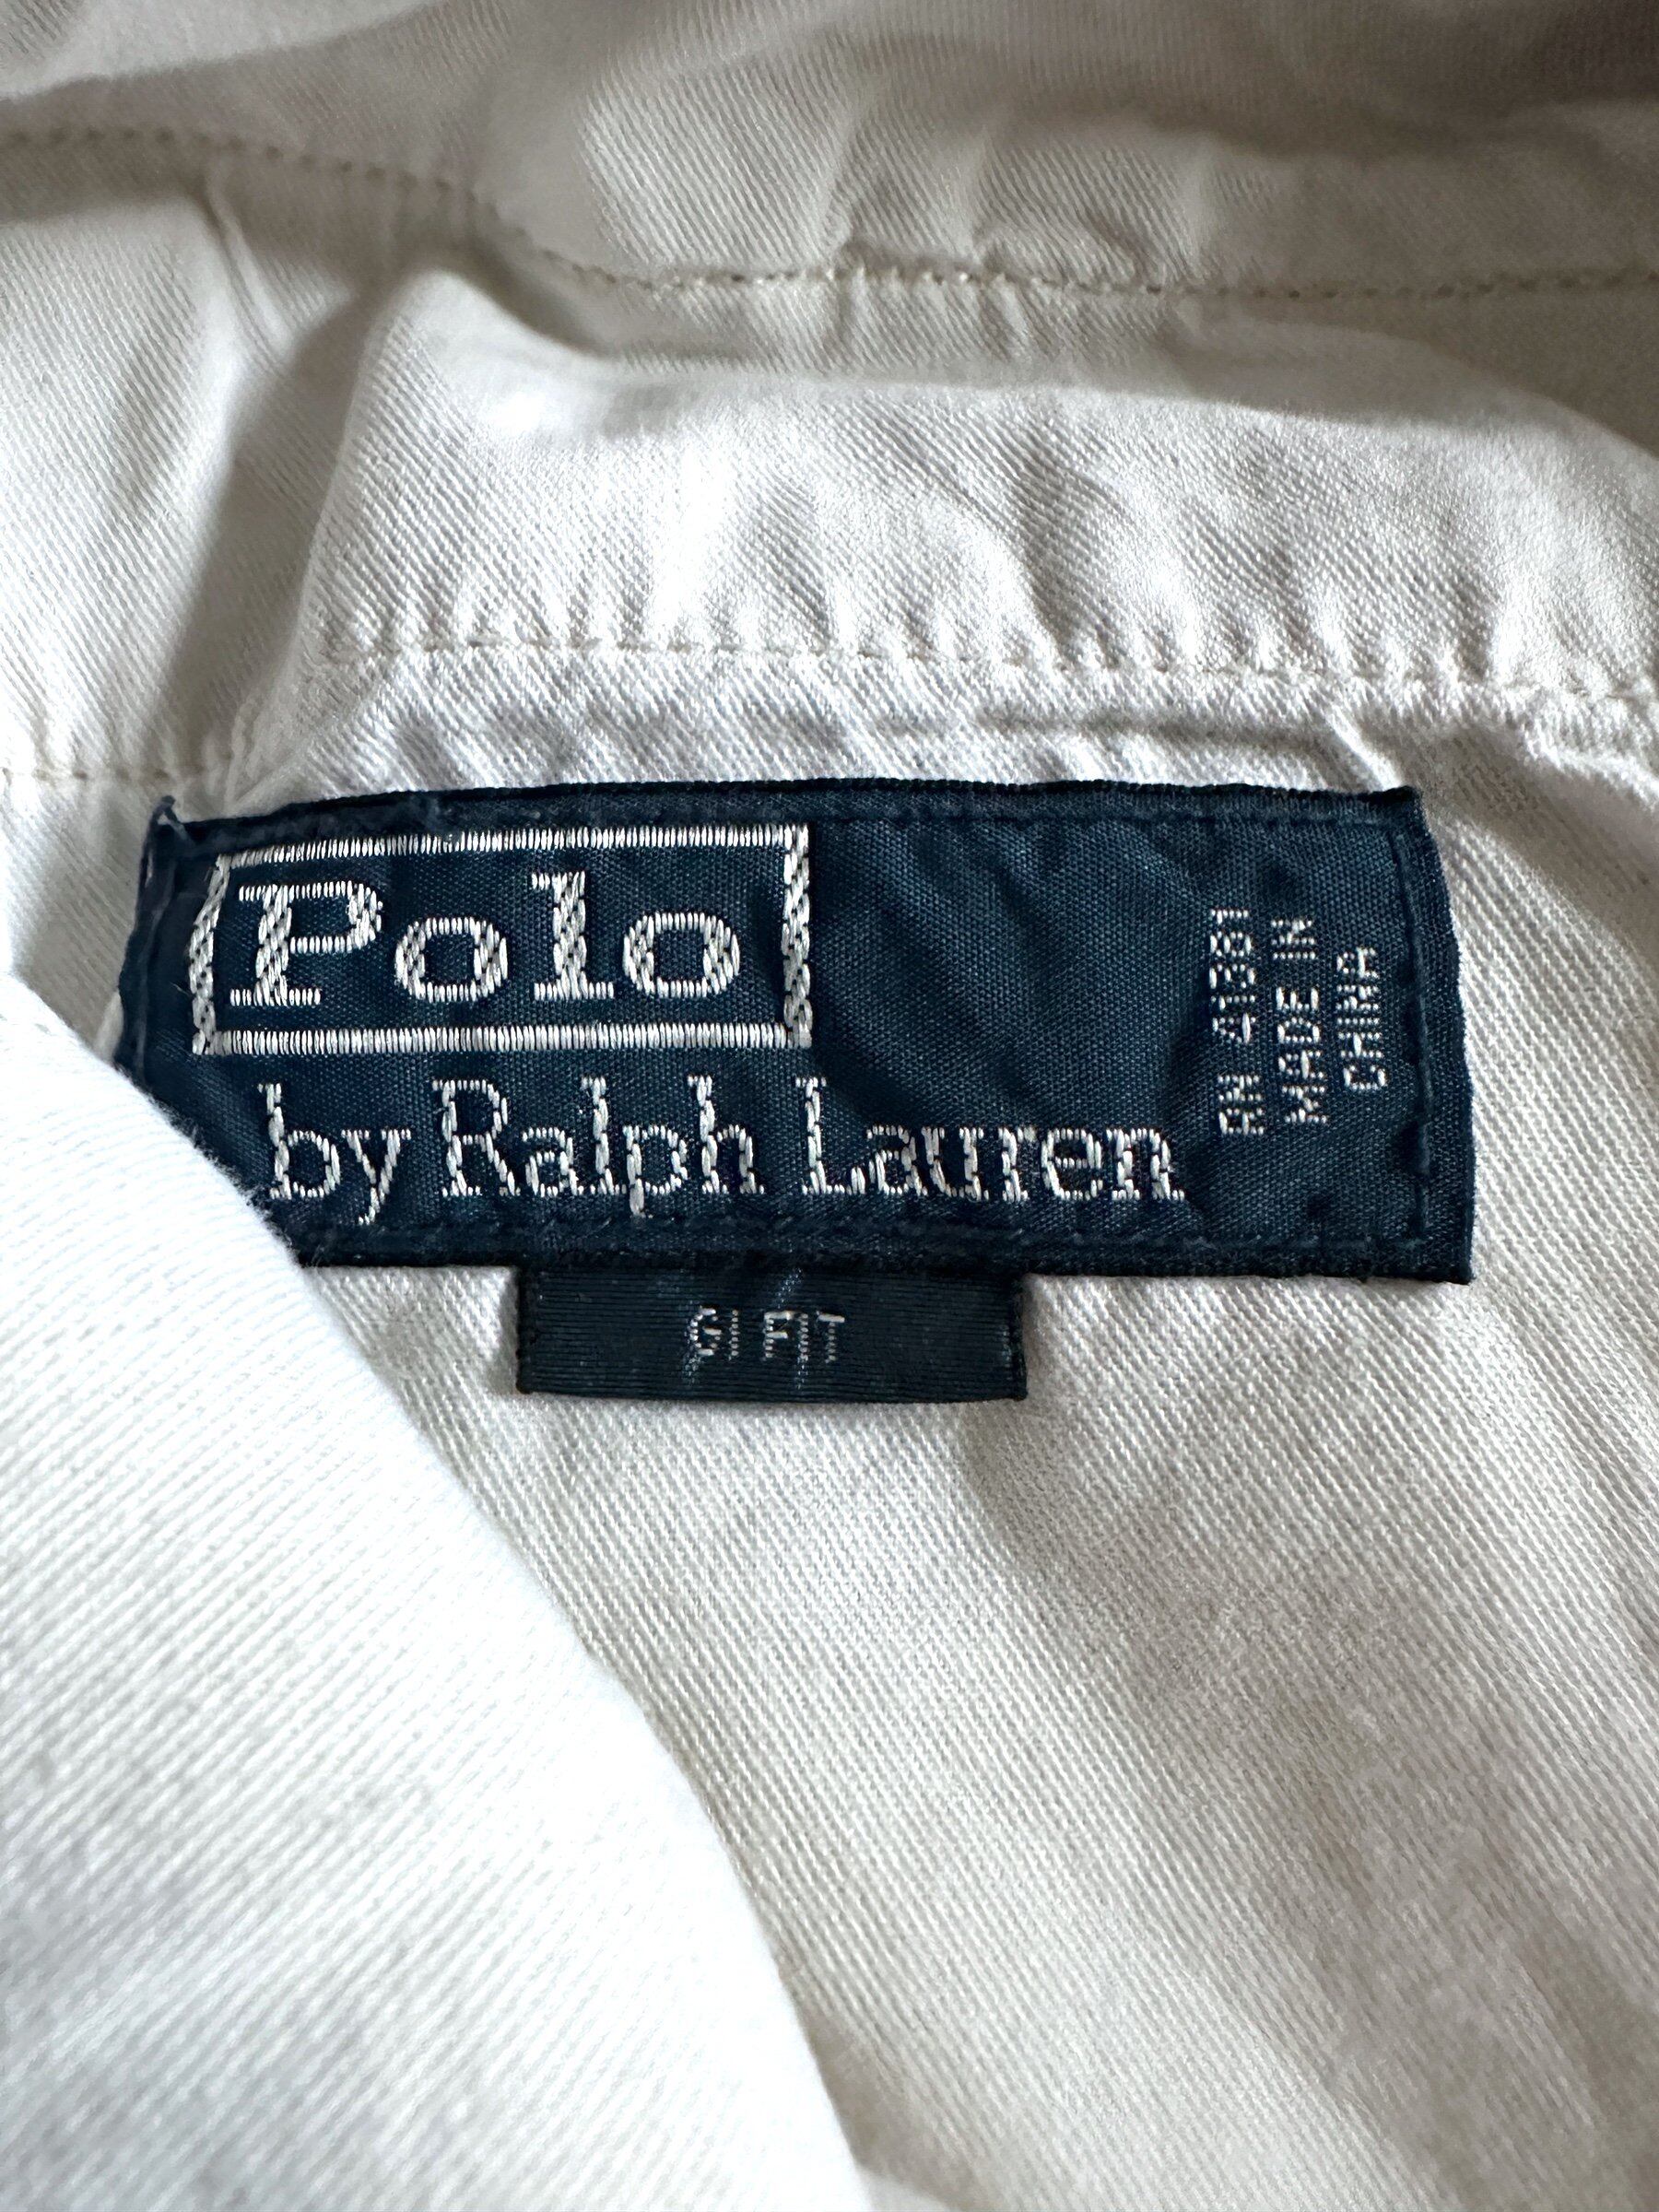 Polo
by Ralph Lauren
RN 41381
MADE IN
CHINA
GI FIT